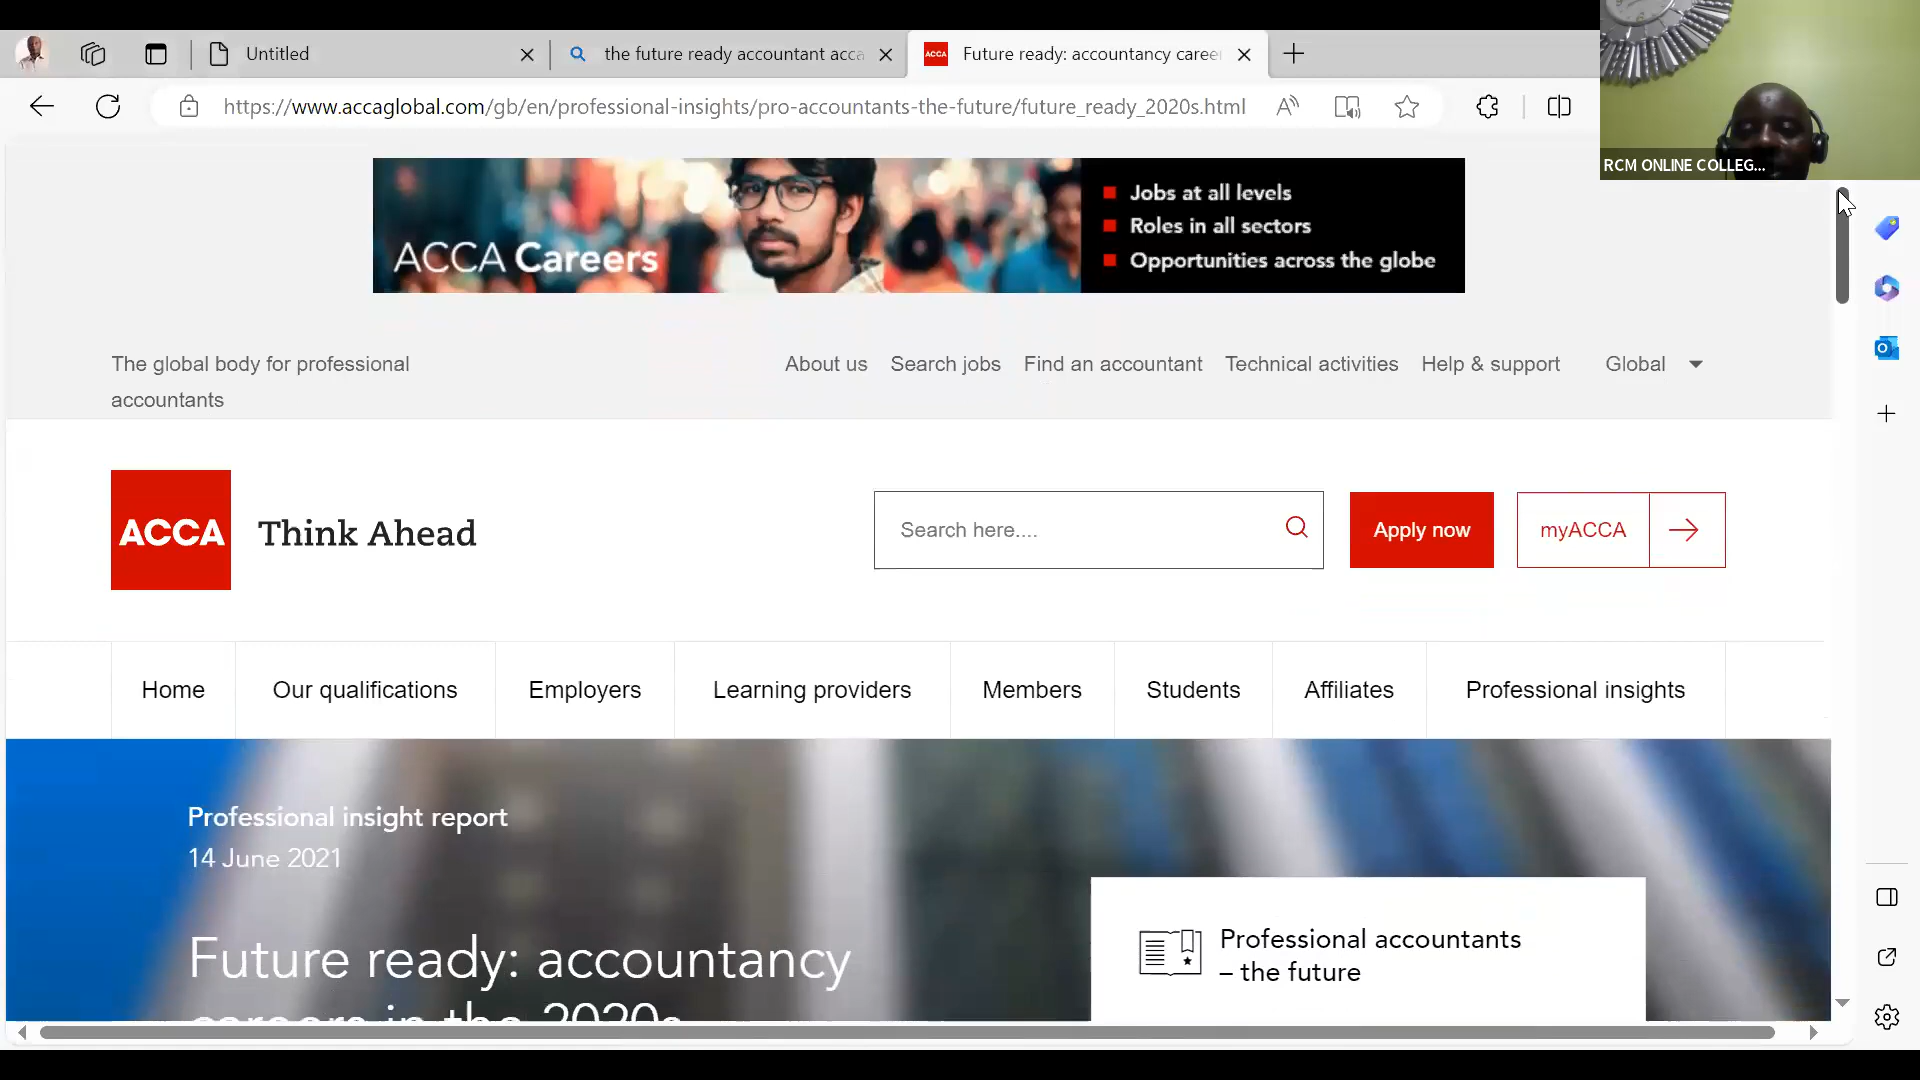 Untitled
the future ready accountant acca
Future ready: accountancy caree
https://www.accaglobal.com/gb/en/professional-insights/pro-accountants-the-future/future_ready_2020s.html
RCM ONLINE COLLEG...
ACCA Careers
Jobs at all levels
Roles in all sectors
Opportunities across the globe
The global body for professional
accountants
About us Search jobs Find an accountant Technical activities Help & support Global
ACCA
Think Ahead
Search here....
Apply now
myACCA
Home Our qualifications Employers Learning providers Members Students Affiliates Professional insights
Professional insight report
14 June 2021
Future ready: accountancy
careers in the 2020s
Professional accountants
– the future